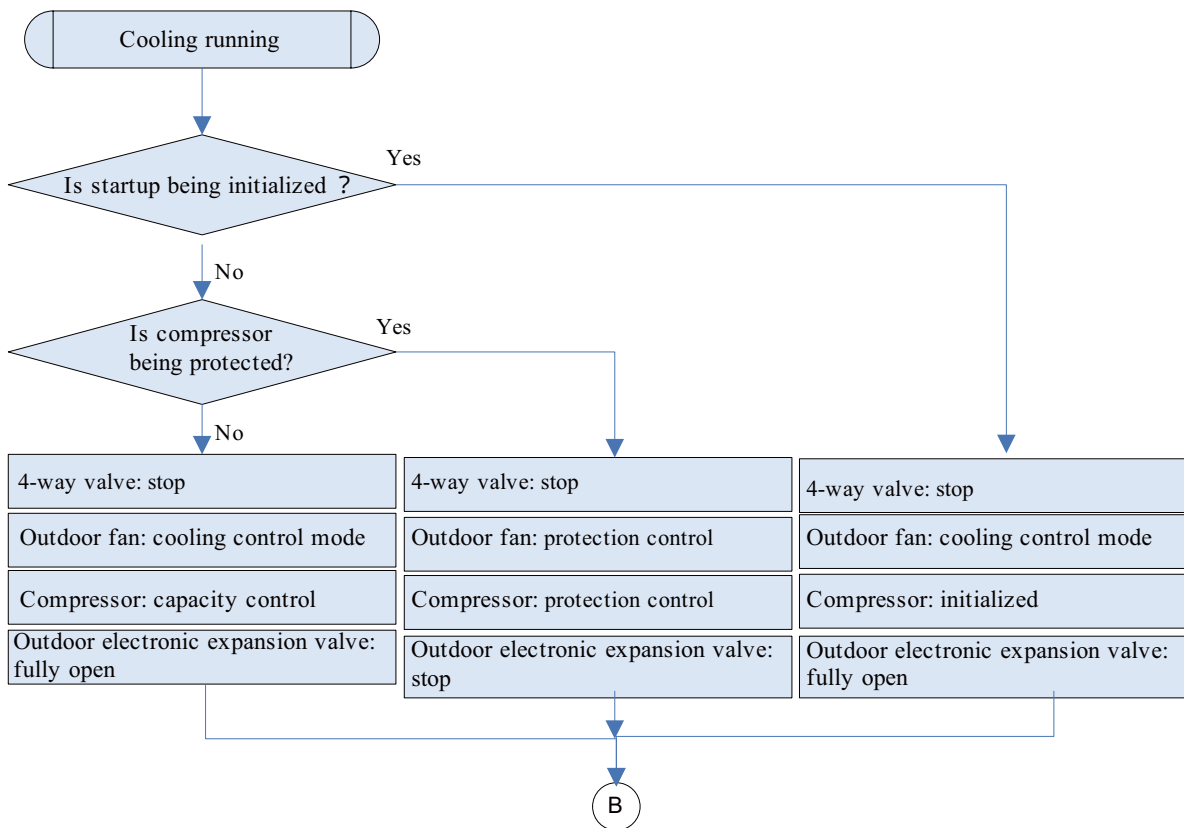 Cooling running
Yes
Is startup being initialized ?
No
Is compressor
being protected?
Yes
No
4-way valve: stop
Outdoor fan: cooling control mode
Compressor: capacity control
Outdoor electronic expansion valve:
fully open
4-way valve: stop
Outdoor fan: protection control
Compressor: protection control
Outdoor electronic expansion valve:
stop
4-way valve: stop
Outdoor fan: cooling control mode
Compressor: initialized
Outdoor electronic expansion valve:
fully open
B